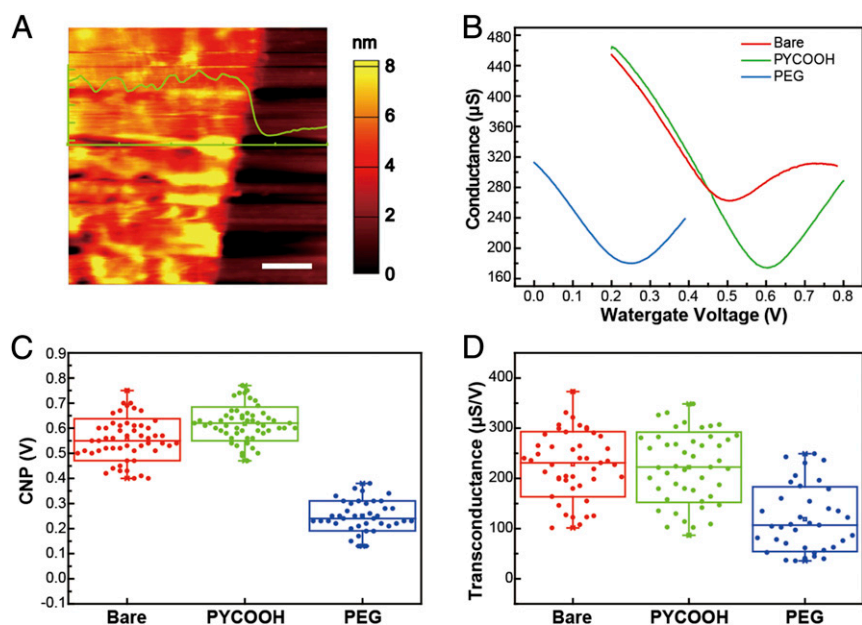 A
nm
8
6
4
2
0
B
Conductance (µS)
480
440
400
360
320
280
240
200
160
Bare
PYCOOH
PEG
0.0 0.1 0.2 0.3 0.4 0.5 0.6 0.7 0.8
Watergate Voltage (V)
C
CNP (V)
0.9
0.8
0.7
0.6
0.5
0.4
0.3
0.2
0.1
0.0
-0.1
Bare PYCOOH PEG
D
Transconductance (µS/V)
400
300
200
100
0
Bare PYCOOH PEG